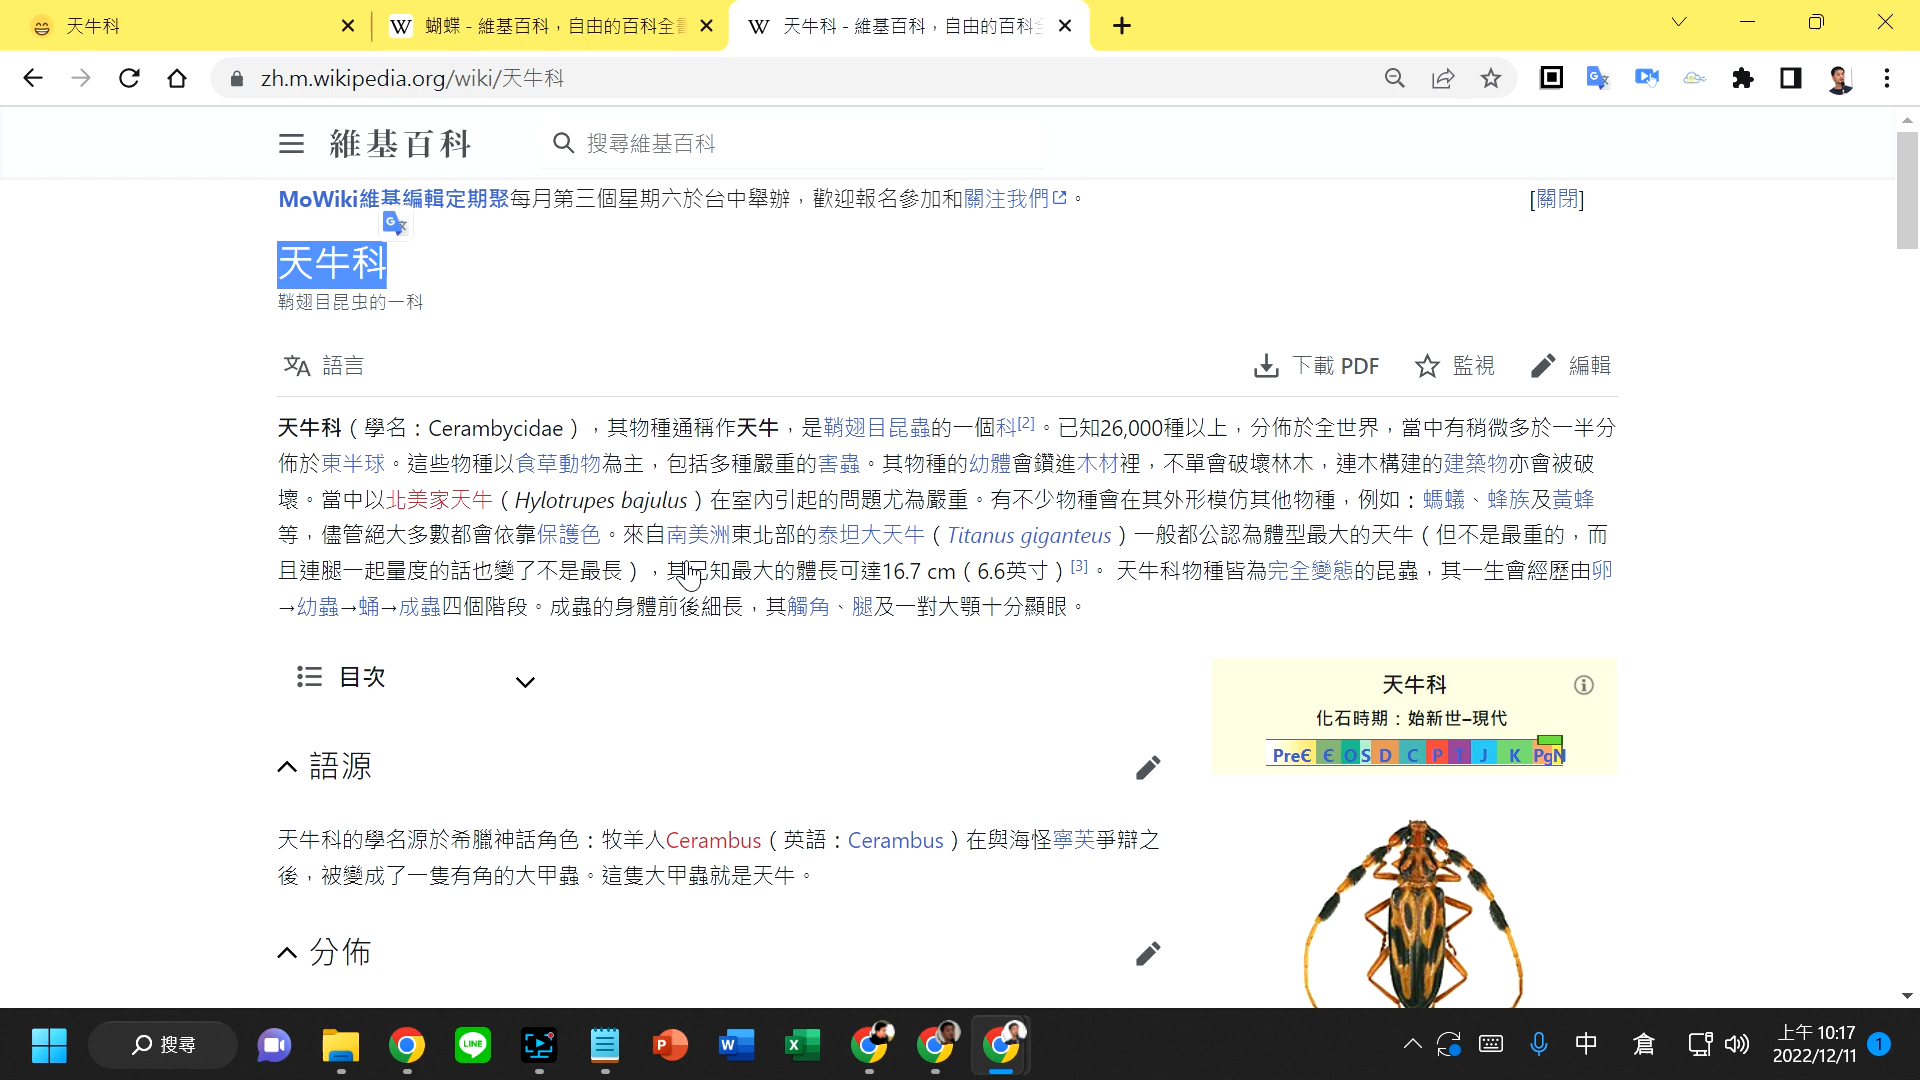 天牛科
蝴蝶 - 維基百科，自由的百科全書
天牛科 - 維基百科，自由的百科全
zh.m.wikipedia.org/wiki/天牛科
維基百科
搜尋維基百科
MoWiki維基編輯定期聚每月第三個星期六於台中舉辦，歡迎報名參加和關注我們。
[關閉]
天牛科
鞘翅目昆虫的一科
語言
下載 PDF
監視
編輯
天牛科（學名：Cerambycidae），其物種通稱作天牛，是鞘翅目昆蟲的一個科[2]。已知26,000種以上，分佈於全世界，當中有稍微多於一半分
佈於東半球。這些物種以食草動物為主，包括多種嚴重的害蟲。其物種的幼體會鑽進木材裡，不單會破壞林木，連木構建的建築物亦會被破
壞。當中以北美家天牛（Hylotrupes bajulus）在室內引起的問題尤為嚴重。有不少物種會在其外形模仿其他物種，例如：螞蟻、蜂族及黃蜂
等，儘管絕大多數都會依靠保護色。來自南美洲東北部的泰坦大天牛（Titanus giganteus）一般都公認為體型最大的天牛（但不是最重的，而
且連腿一起量度的話也變了不是最長），其已知最大的體長可達16.7 cm（6.6英寸）[3]。 天牛科物種皆為完全變態的昆蟲，其一生會經歷由卵
→幼蟲→蛹→成蟲四個階段。成蟲的身體前後細長，其觸角、腿及一對大顎十分顯眼。
目次
天牛科
化石時期：始新世–現代
PreЄ Є O S D C P T J K Pg N
語源
天牛科的學名源於希臘神話角色：牧羊人Cerambus（英語：Cerambus）在與海怪寧芙爭辯之
後，被變成了一隻有角的大甲蟲。這隻大甲蟲就是天牛。
分佈
搜尋
LINE
中
倉
上午 10:17
2022/12/11
1